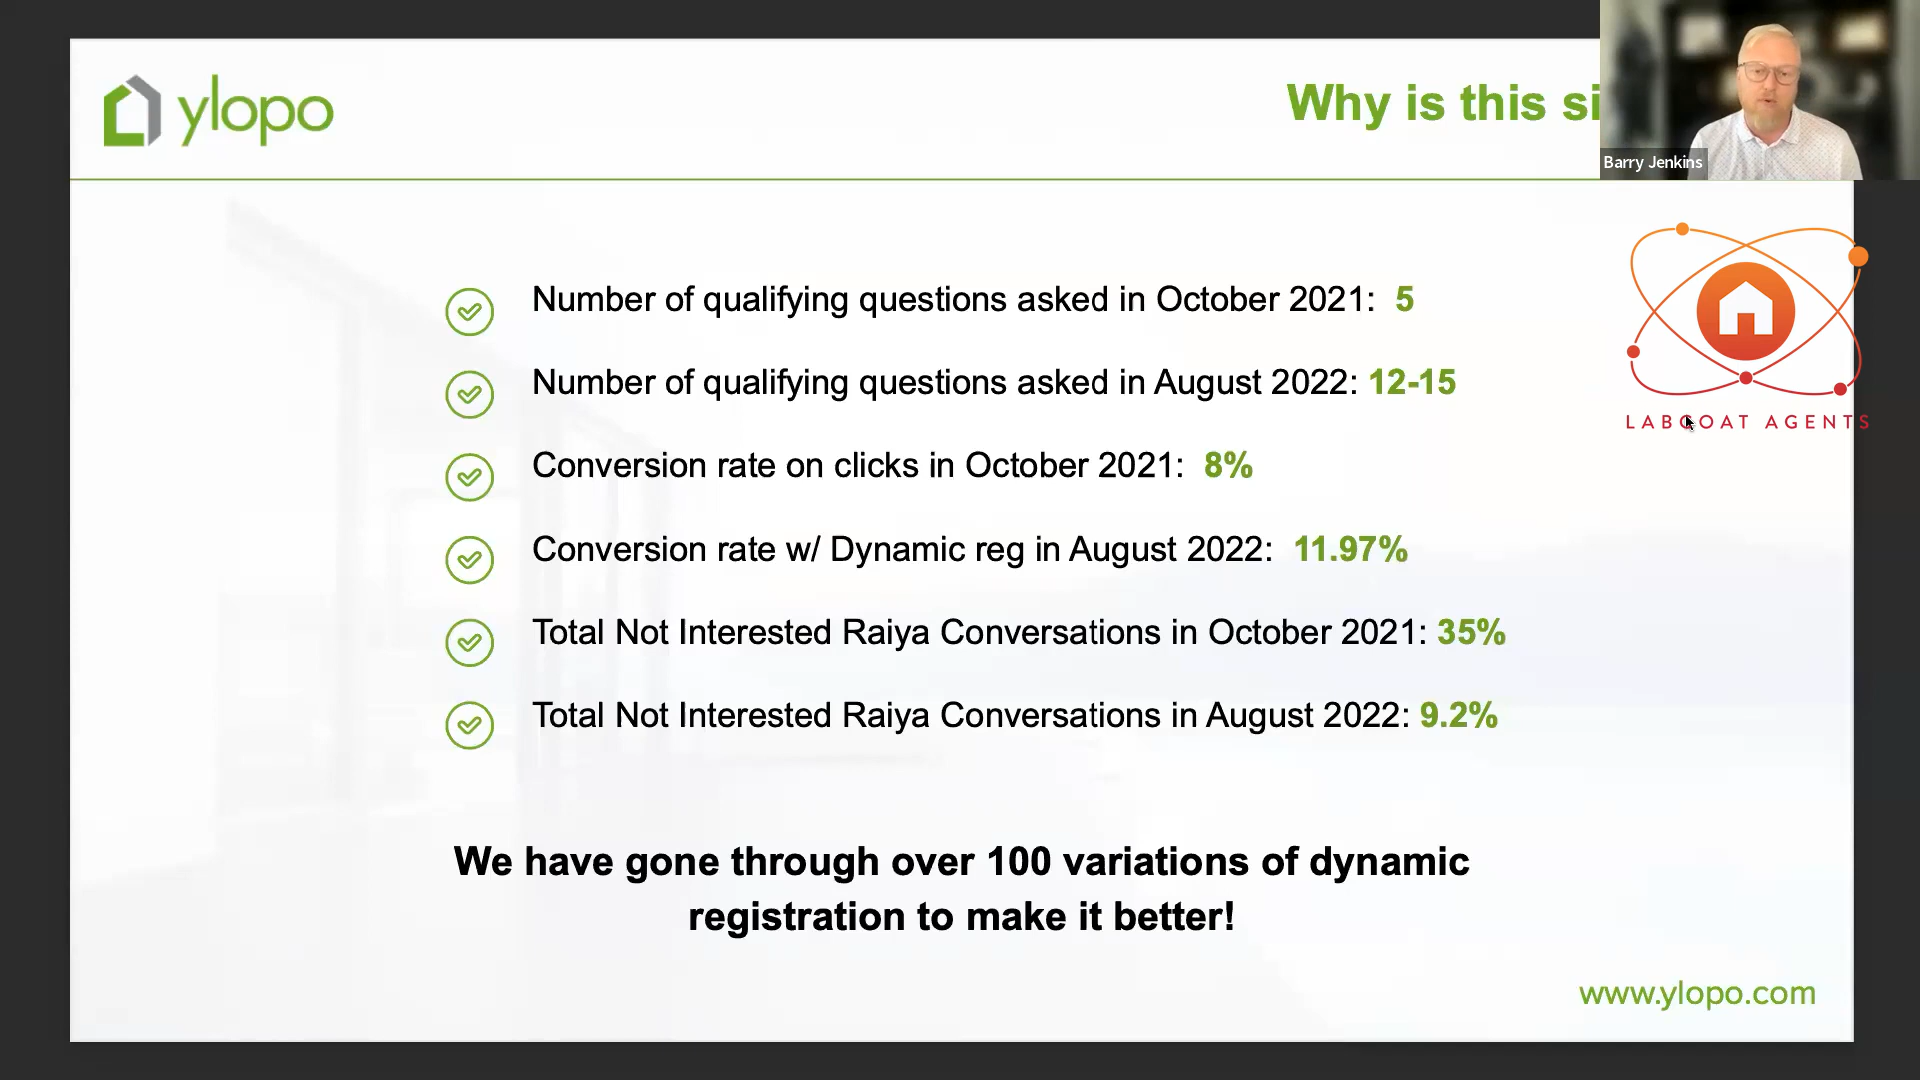 ylopo
Why is this si
Barry Jenkins
Number of qualifying questions asked in October 2021: 5
Number of qualifying questions asked in August 2022: 12-15
LABCOAT AGENTS
Conversion rate on clicks in October 2021: 8%
Conversion rate w/ Dynamic reg in August 2022: 11.97%
Total Not Interested Raiya Conversations in October 2021: 35%
Total Not Interested Raiya Conversations in August 2022: 9.2%
We have gone through over 100 variations of dynamic
registration to make it better!
www.ylopo.com